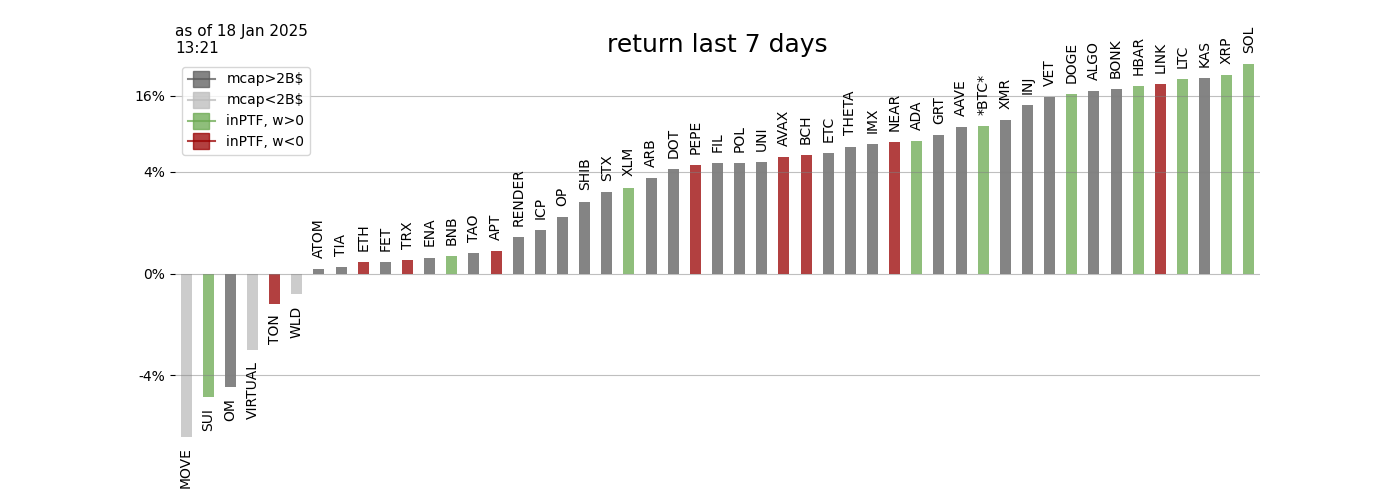 as of 18 Jan 2025
13:21
return last 7 days
mcap>2B$
mcap<2B$
inPTF, w>0
inPTF, w<0
16%
4%
0%
-4%
MOVE
SUI
OM
VIRTUAL
TON
WLD
ATOM
TIA
ETH
FET
TRX
ENA
BNB
TAO
APT
RENDER
ICP
OP
SHIB
STX
XLM
ARB
DOT
PEPE
FIL
POL
UNI
AVAX
BCH
ETC
THETA
IMX
NEAR
ADA
GRT
AAVE
*BTC*
XMR
INJ
VET
DOGE
ALGO
BONK
HBAR
LINK
LTC
KAS
XRP
SOL